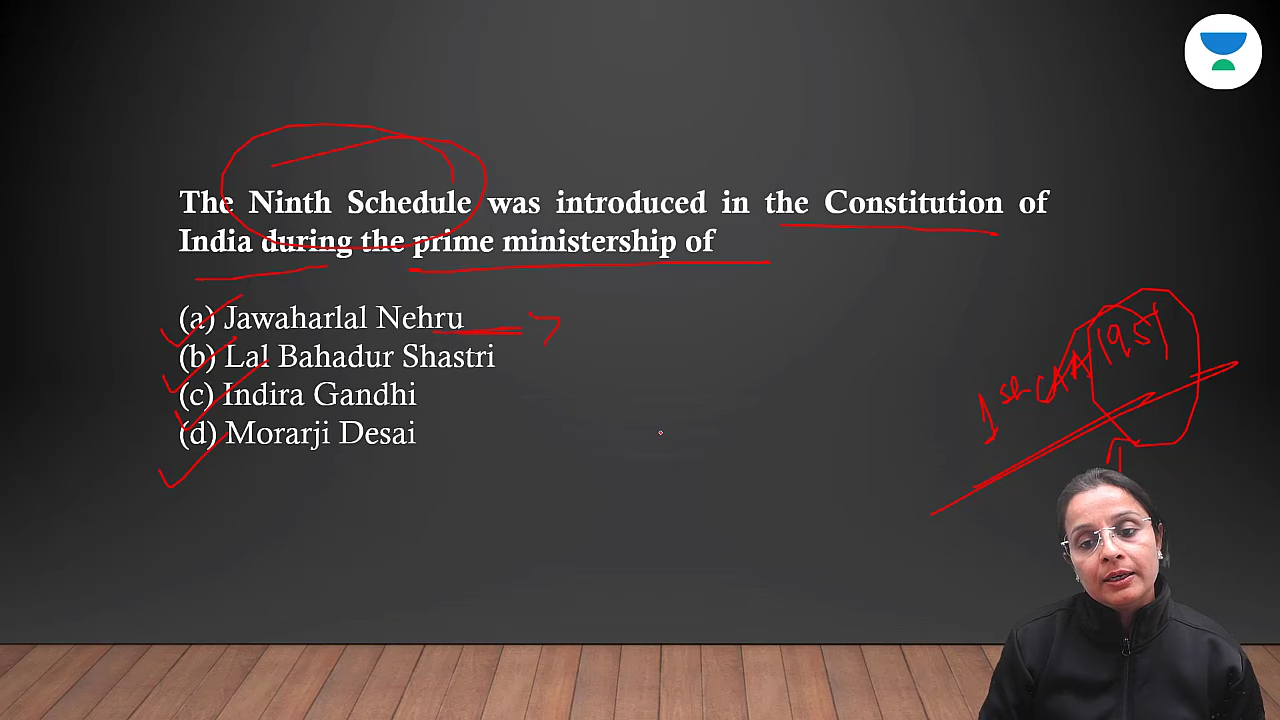 The Ninth Schedule was introduced in the Constitution of
India during the prime ministership of
(a) Jawaharlal Nehru
(b) Lal Bahadur Shastri
(c) Indira Gandhi
(d) Morarji Desai
1st CAA 1951